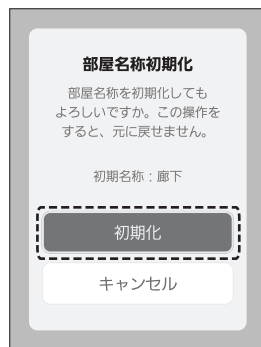 部屋名称初期化
部屋名称を初期化しても
よろしいですか。この操作を
すると、元に戻せません。
初期名称：廊下
初期化
キャンセル